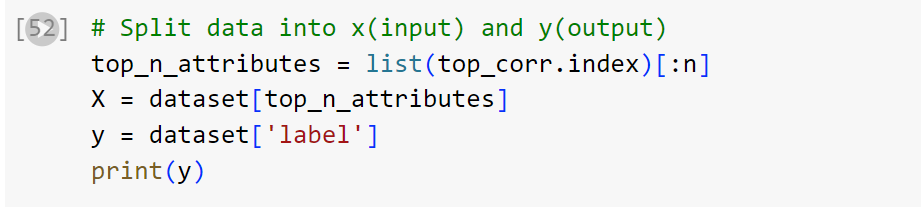 [52] # Split data into x(input) and y(output)
top_n_attributes = list(top_corr.index)[:n]
X = dataset[top_n_attributes]
y = dataset['label']
print(y)